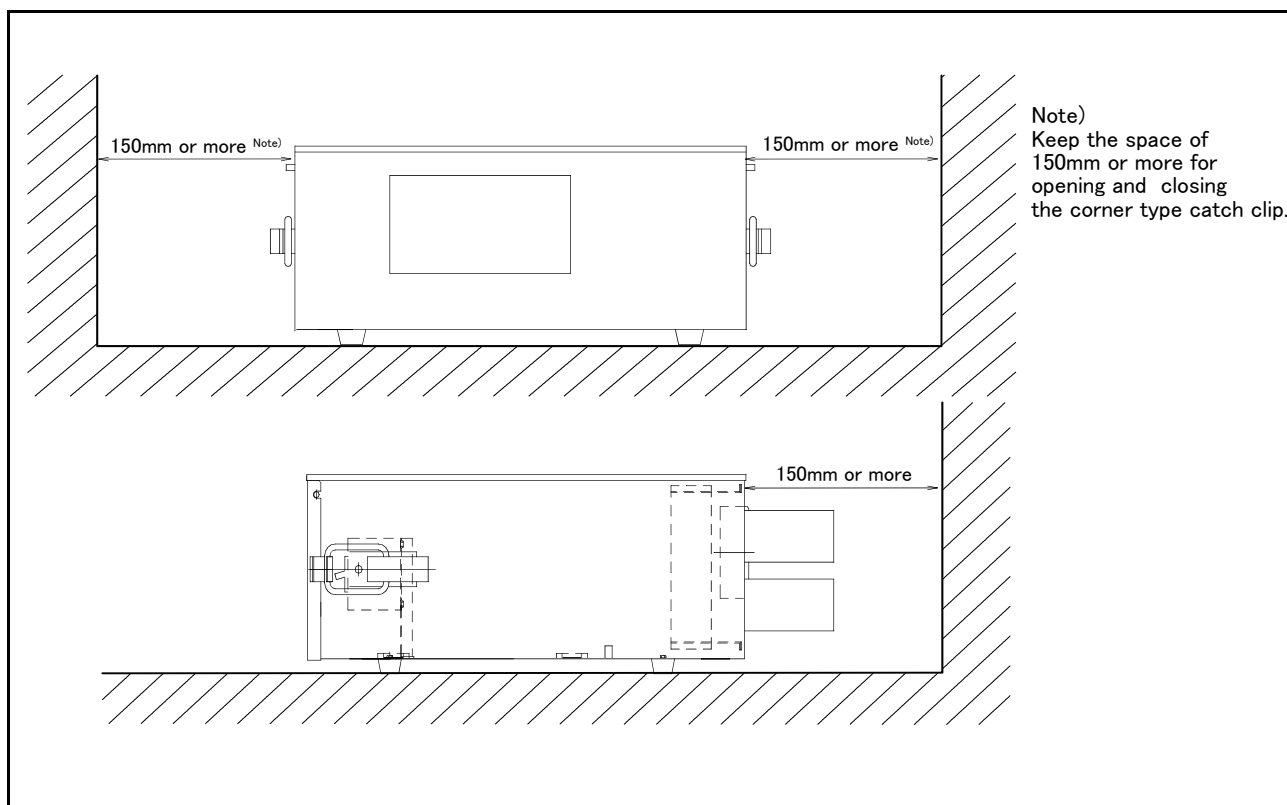 150mm or more Note)
150mm or more Note)
Note)
Keep the space of
150mm or more for
opening and closing
the corner type catch clip.
150mm or more